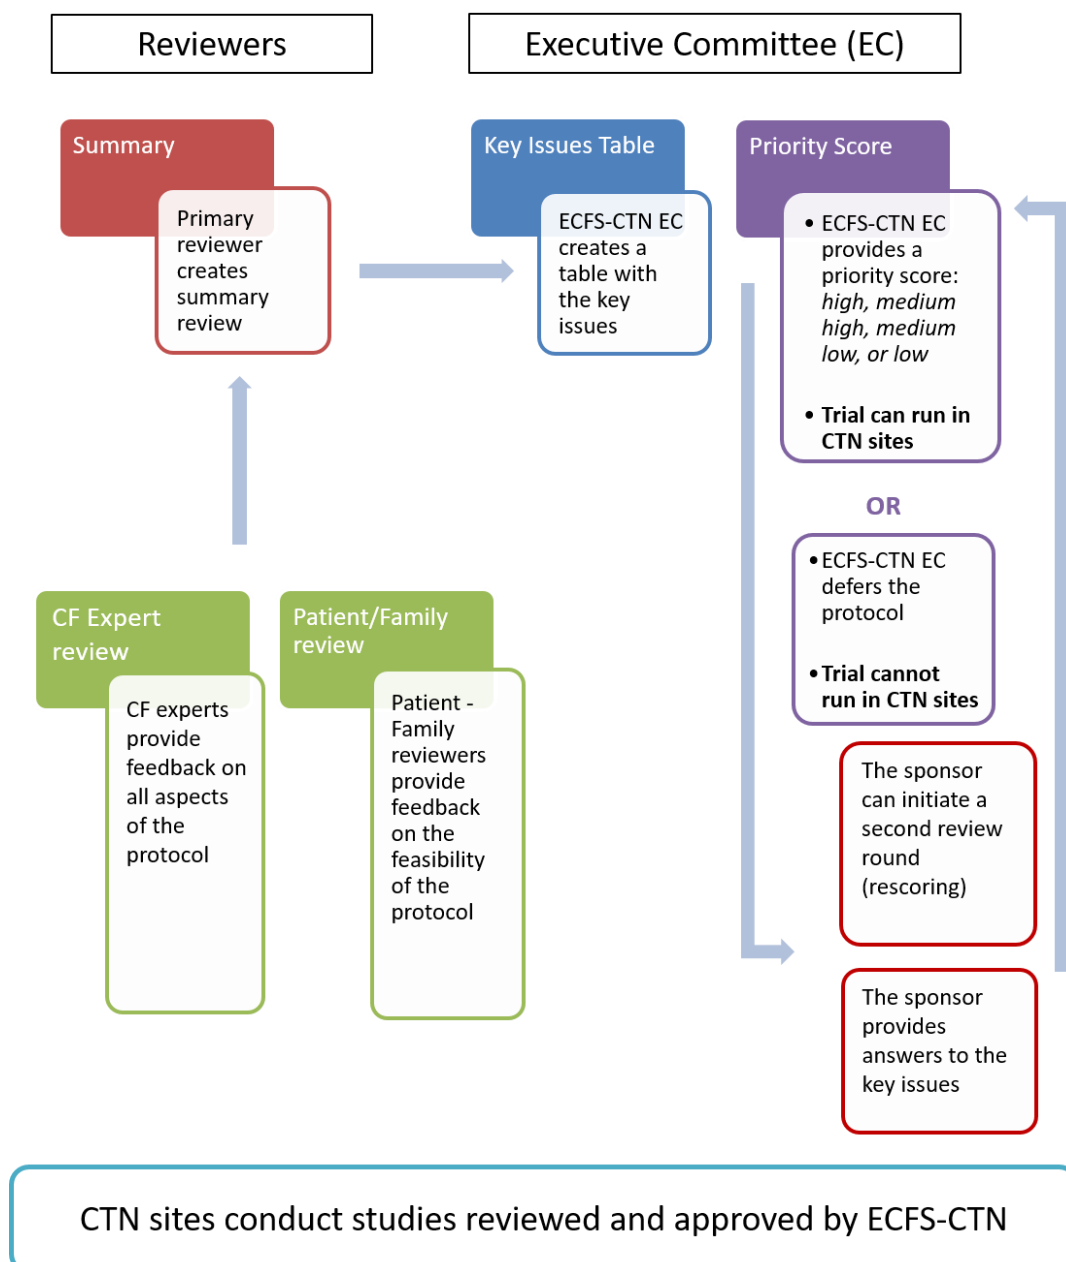 Reviewers
Executive Committee (EC)
Summary
Primary
reviewer
creates
summary
review
Key Issues Table
ECFS-CTN EC
creates a
table with
the key
issues
Priority Score
• ECFS-CTN EC
provides a
priority score:
high, medium
high, medium
low, or low
• Trial can run in
CTN sites
OR
• ECFS-CTN EC
defers the
protocol
• Trial cannot
run in CTN sites
CF Expert
review
CF experts
provide
feedback on
all aspects
of the
protocol
Patient/Family
review
Patient -
Family
reviewers
provide
feedback
on the
feasibility
of the
protocol
The sponsor
can initiate a
second review
round
(rescoring)
The sponsor
provides
answers to the
key issues
CTN sites conduct studies reviewed and approved by ECFS-CTN